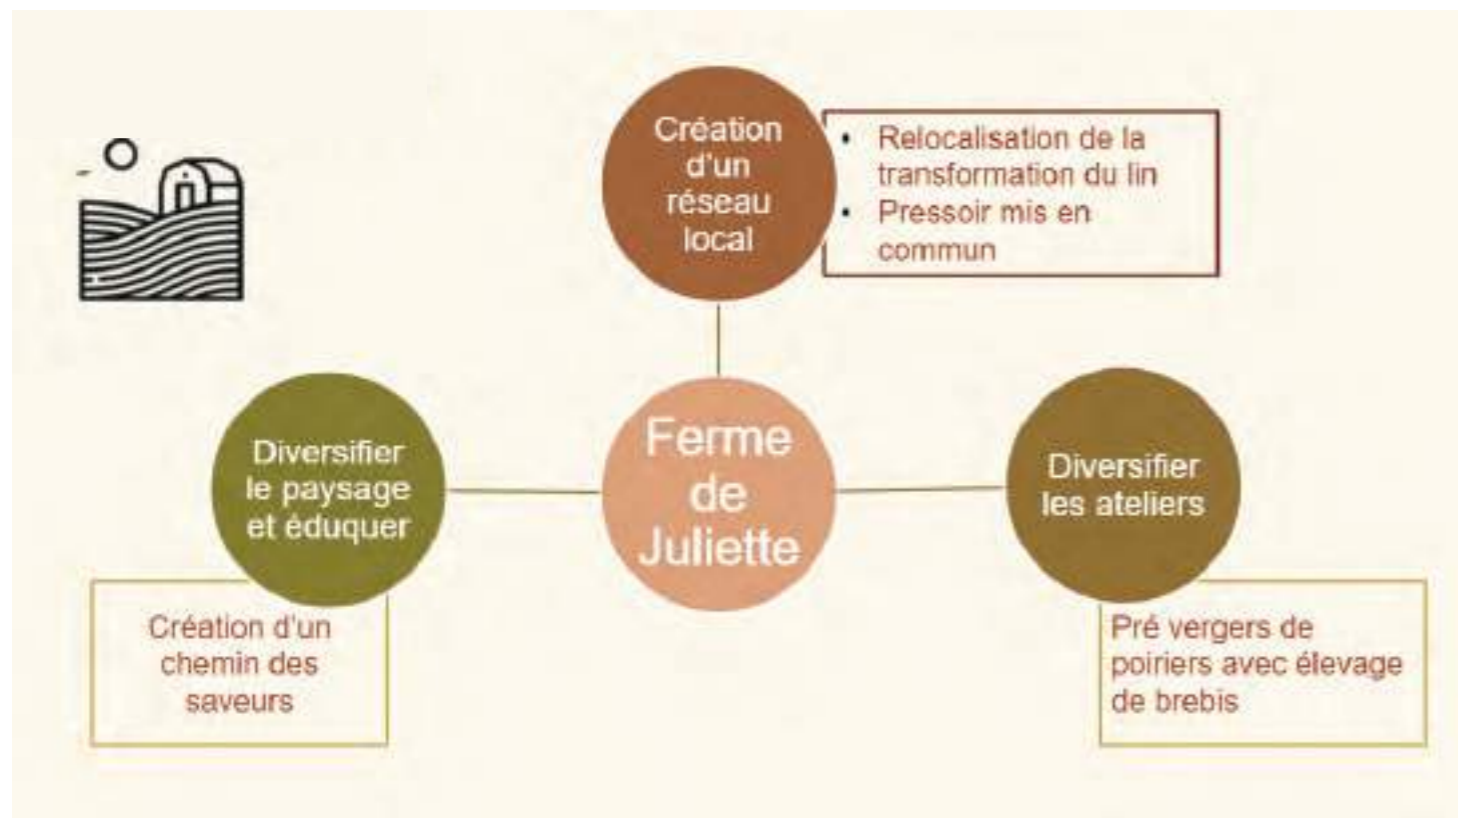 Création
d'un
réseau
local
• Relocalisation de la
transformation du lin
• Pressoir mis en
commun
Diversifier
le paysage
et éduquer
Ferme
de
Juliette
Diversifier
les ateliers
Création d'un
chemin des
saveurs
Pré vergers de
poiriers avec élevage
de brebis